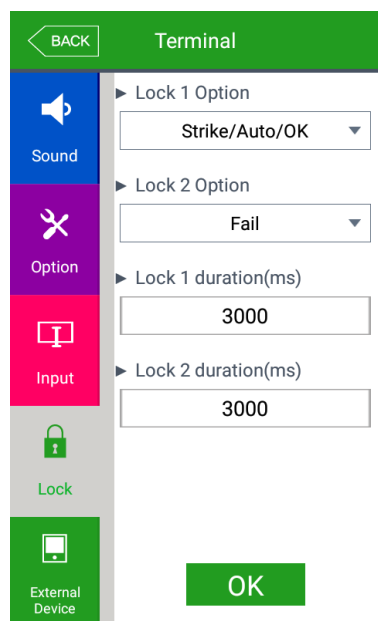 BACK
Terminal
Sound
Option
Input
Lock
External
Device
► Lock 1 Option
Strike/Auto/OK
► Lock 2 Option
Fail
► Lock 1 duration(ms)
3000
► Lock 2 duration(ms)
3000
OK